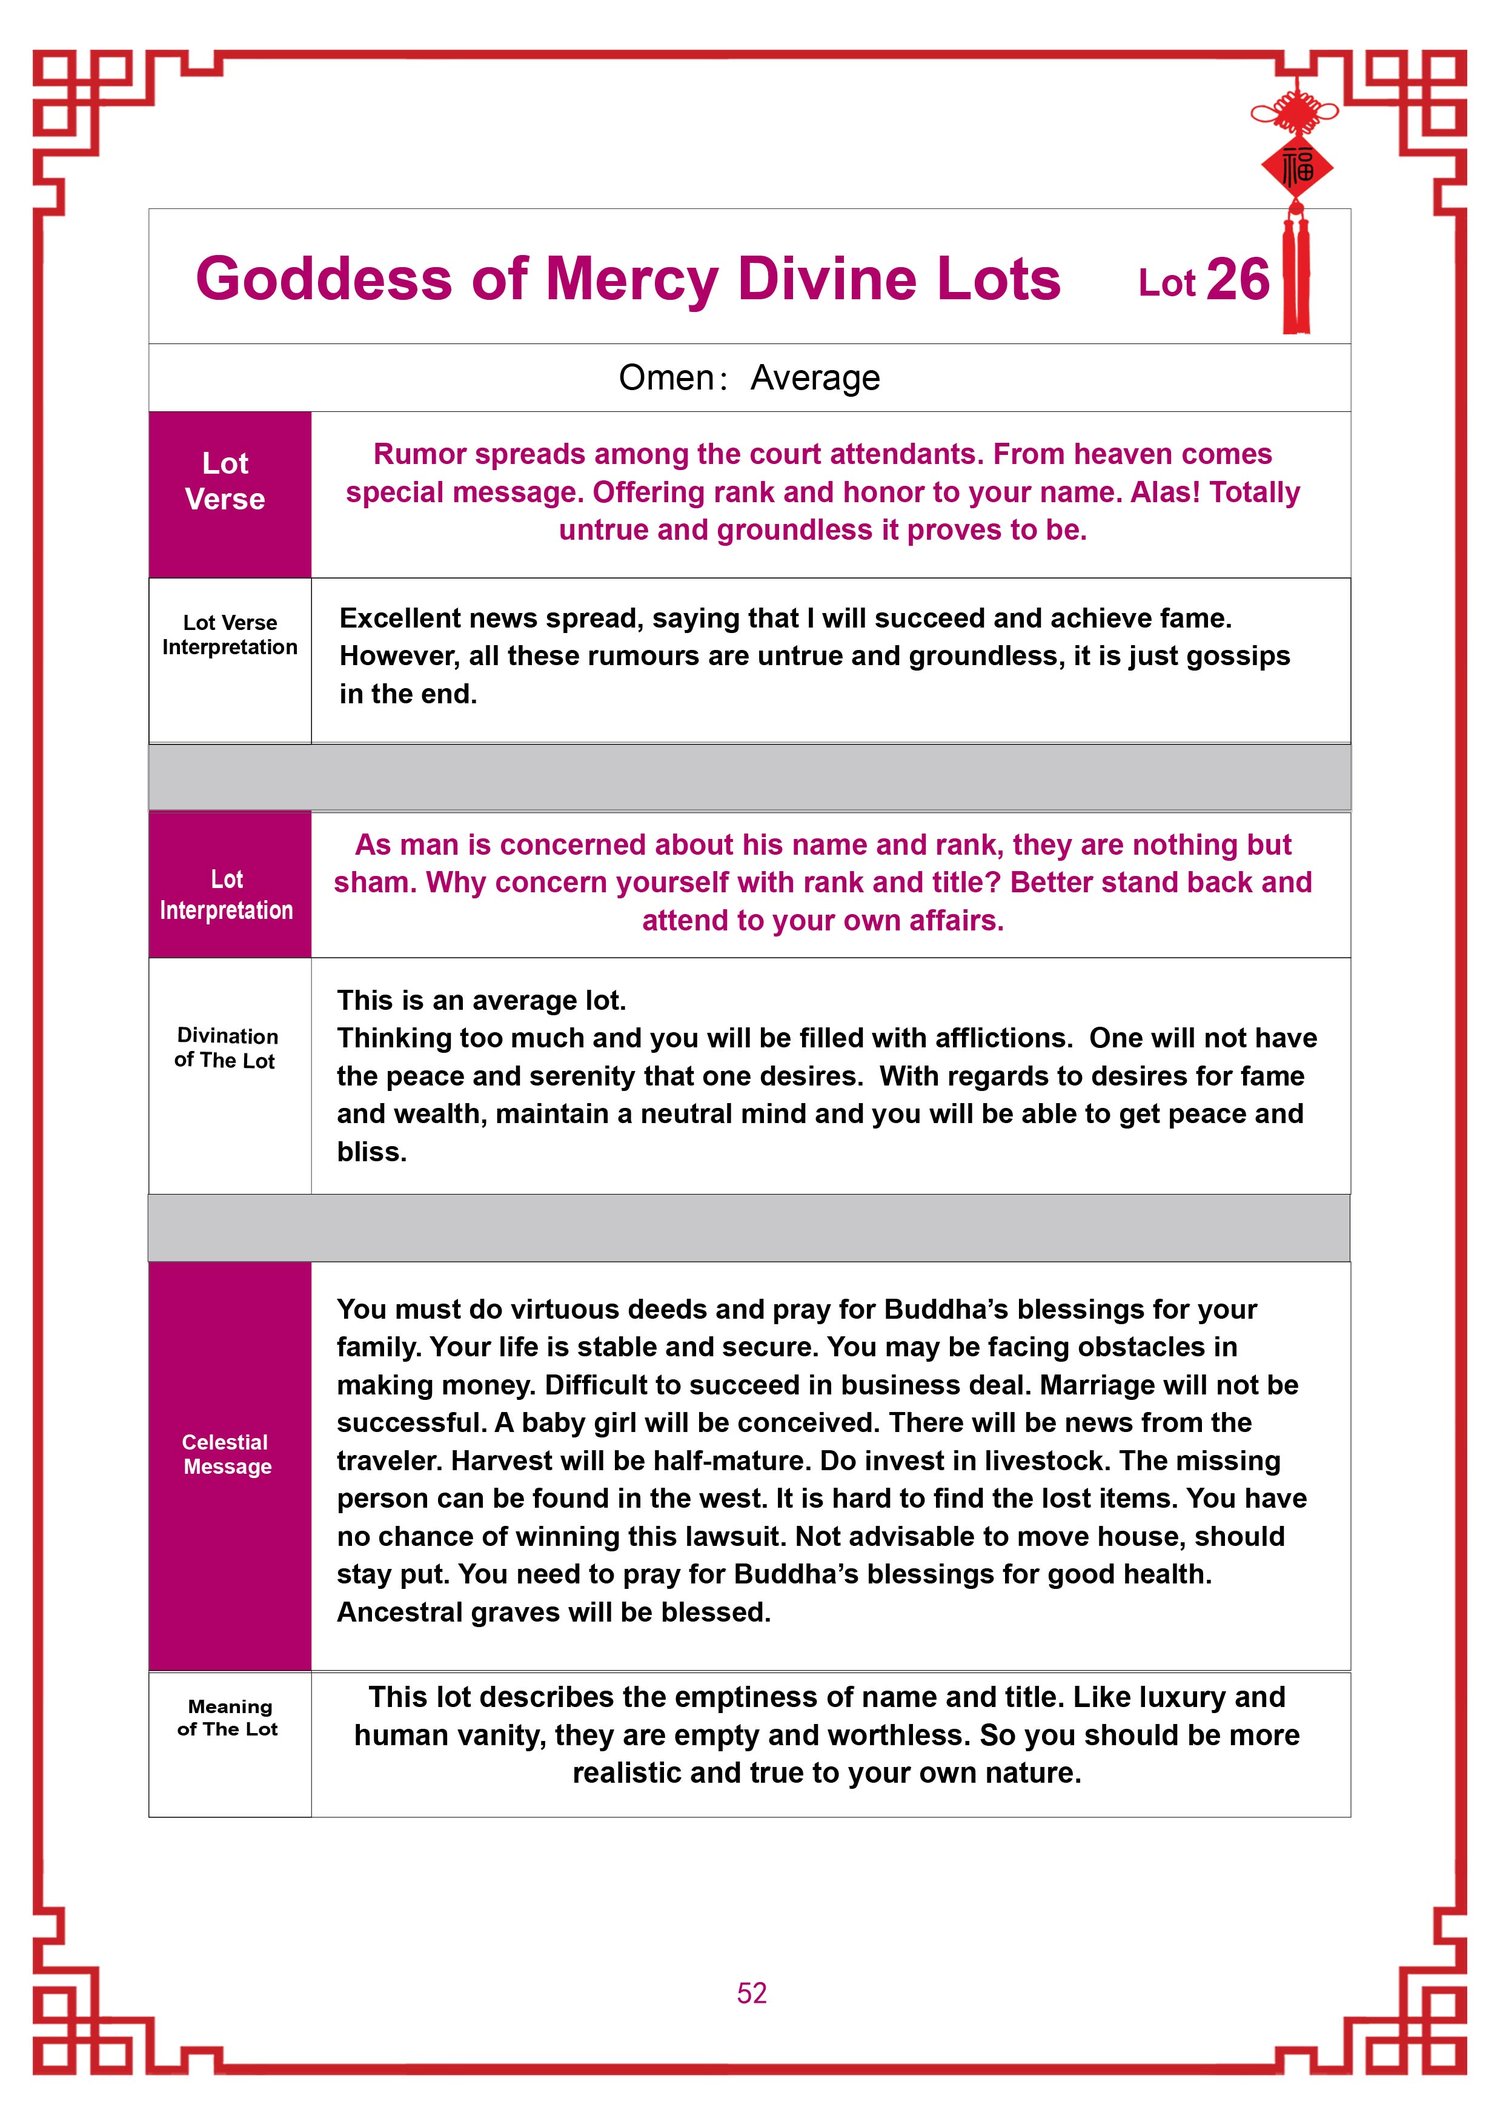 福
Goddess of Mercy Divine Lots Lot 26
Omen: Average
Lot
Verse
Rumor spreads among the court attendants. From heaven comes
special message. Offering rank and honor to your name. Alas! Totally
untrue and groundless it proves to be.
Lot Verse
Interpretation
Excellent news spread, saying that I will succeed and achieve fame.
However, all these rumours are untrue and groundless, it is just gossips
in the end.
Lot
Interpretation
As man is concerned about his name and rank, they are nothing but
sham. Why concern yourself with rank and title? Better stand back and
attend to your own affairs.
Divination
of The Lot
This is an average lot.
Thinking too much and you will be filled with afflictions.  One will not have
the peace and serenity that one desires.  With regards to desires for fame
and wealth, maintain a neutral mind and you will be able to get peace and
bliss.
Celestial
Message
You must do virtuous deeds and pray for Buddha’s blessings for your
family. Your life is stable and secure. You may be facing obstacles in
making money. Difficult to succeed in business deal. Marriage will not be
successful. A baby girl will be conceived. There will be news from the
traveler. Harvest will be half-mature. Do invest in livestock. The missing
person can be found in the west. It is hard to find the lost items. You have
no chance of winning this lawsuit. Not advisable to move house, should
stay put. You need to pray for Buddha’s blessings for good health.
Ancestral graves will be blessed.
Meaning
of The Lot
This lot describes the emptiness of name and title. Like luxury and
human vanity, they are empty and worthless. So you should be more
realistic and true to your own nature.
52